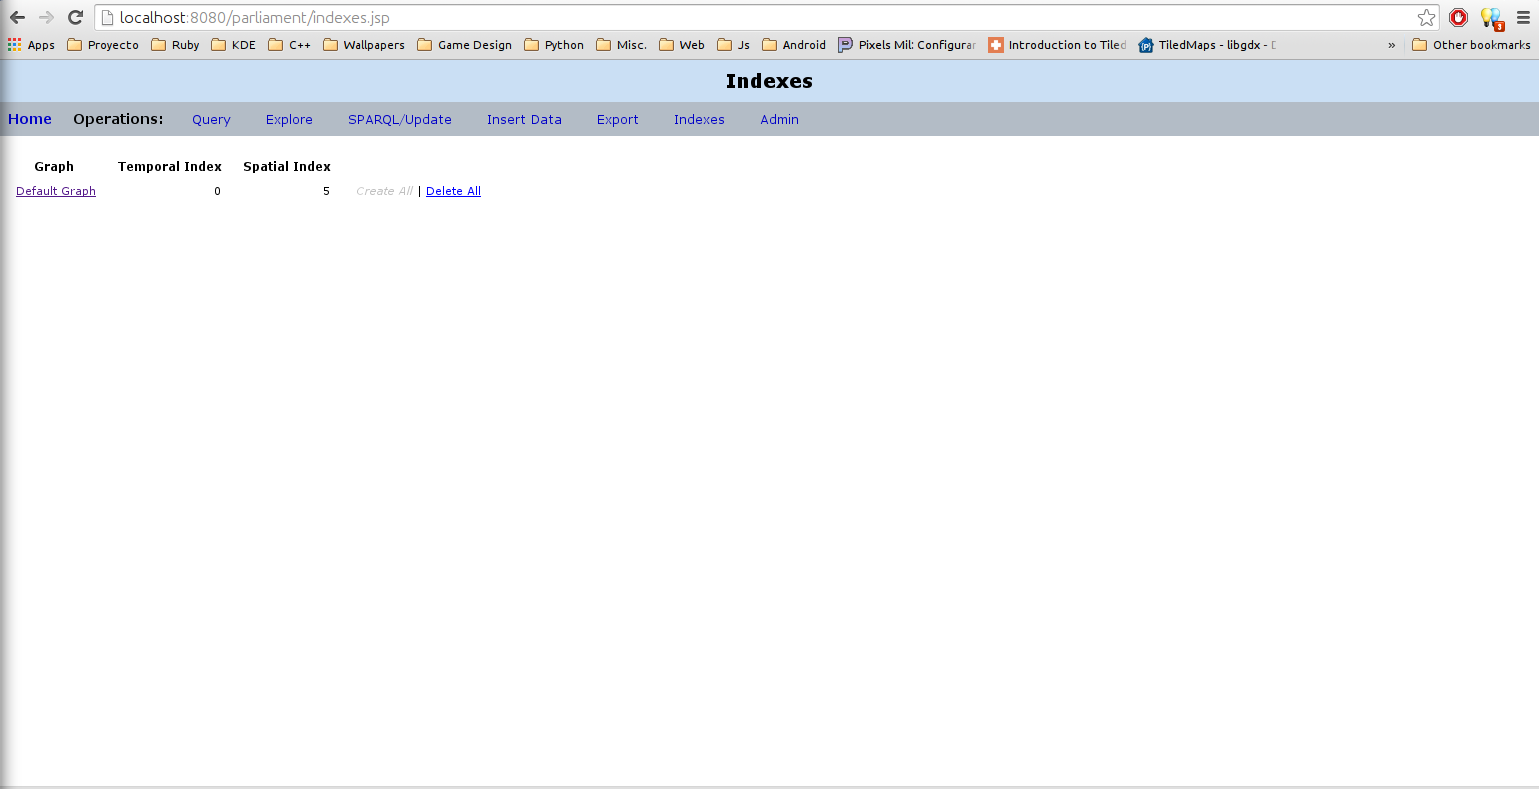 localhost:8080/parliament/indexes.jsp
Apps Proyecto Ruby KDE C++ Wallpapers Game Design Python Misc. Web Js Android Pixels Mil: Configurar Introduction to Tiled TiledMaps - libgdx - » Other bookmarks
3
Indexes
Home Operations: Query Explore SPARQL/Update Insert Data Export Indexes Admin
Graph Temporal Index Spatial Index
Default Graph 0 5 Create All | Delete All